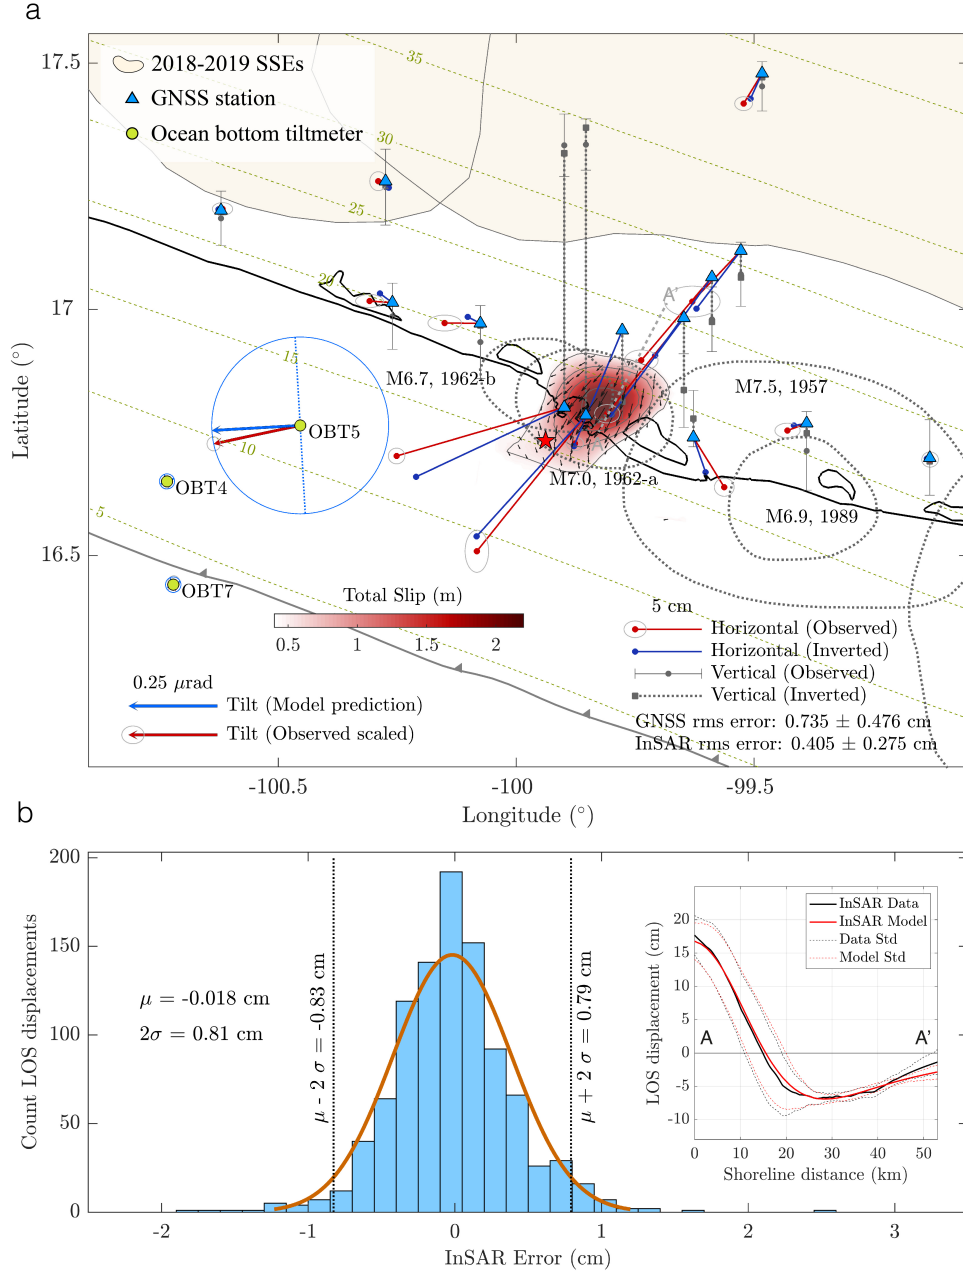 a
17.5
17
16.5
Latitude (°)
2018-2019 SSEs
GNSS station
Ocean bottom tiltmeter
35
30
25
20
15
10
5
A'
A
M6.7, 1962-b
M7.5, 1957
M7.0, 1962-a
M6.9, 1989
OBT5
OBT4
OBT7
Total Slip (m)
0.5
1
1.5
2
5 cm
Horizontal (Observed)
Horizontal (Inverted)
Vertical (Observed)
Vertical (Inverted)
GNSS rms error: 0.735 ± 0.476 cm
InSAR rms error: 0.405 ± 0.275 cm
0.25 μrad
Tilt (Model prediction)
Tilt (Observed scaled)
-100.5
-100
-99.5
Longitude (°)
b
200
150
100
50
0
Count LOS displacements
μ = -0.018 cm
2σ = 0.81 cm
μ - 2 σ = -0.83 cm
μ + 2 σ = 0.79 cm
-2
-1
0
1
2
3
InSAR Error (cm)
InSAR Data
InSAR Model
Data Std
Model Std
20
15
10
5
0
-5
-10
LOS displacement (cm)
A
A'
0
10
20
30
40
50
Shoreline distance (km)